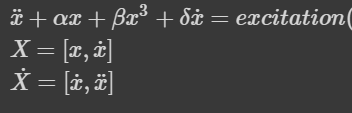 ẍ + αx + βx³ + δẋ = excitation(
X = [x, ẋ]
Ẋ = [ẋ, ẍ]